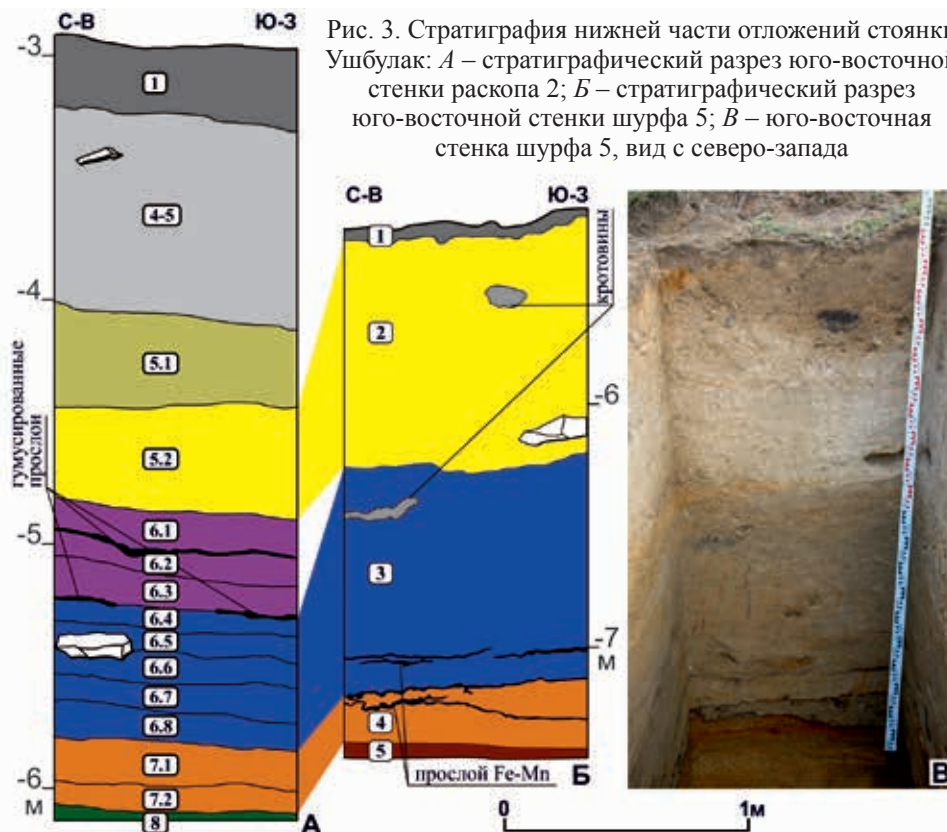 Рис. 3. Стратиграфия нижней части отложений стоянки
Ушбулак: А – стратиграфический разрез юго-восточной
стенки раскопа 2; Б – стратиграфический разрез
юго-восточной стенки шурфа 5; В – юго-восточная
стенка шурфа 5, вид с северо-запада
С-В Ю-З
-3
1
4-5
-4
5.1
5.2
гумусированные
прослои
6.1
-5
6.2
6.3
6.4
6.5
6.6
6.7
6.8
7.1
-6
м
7.2
8
А
С-В Ю-З
1
кротовины
2
-6
3
-7
м
4
5
прослой Fe-Mn
Б
В
0 1м